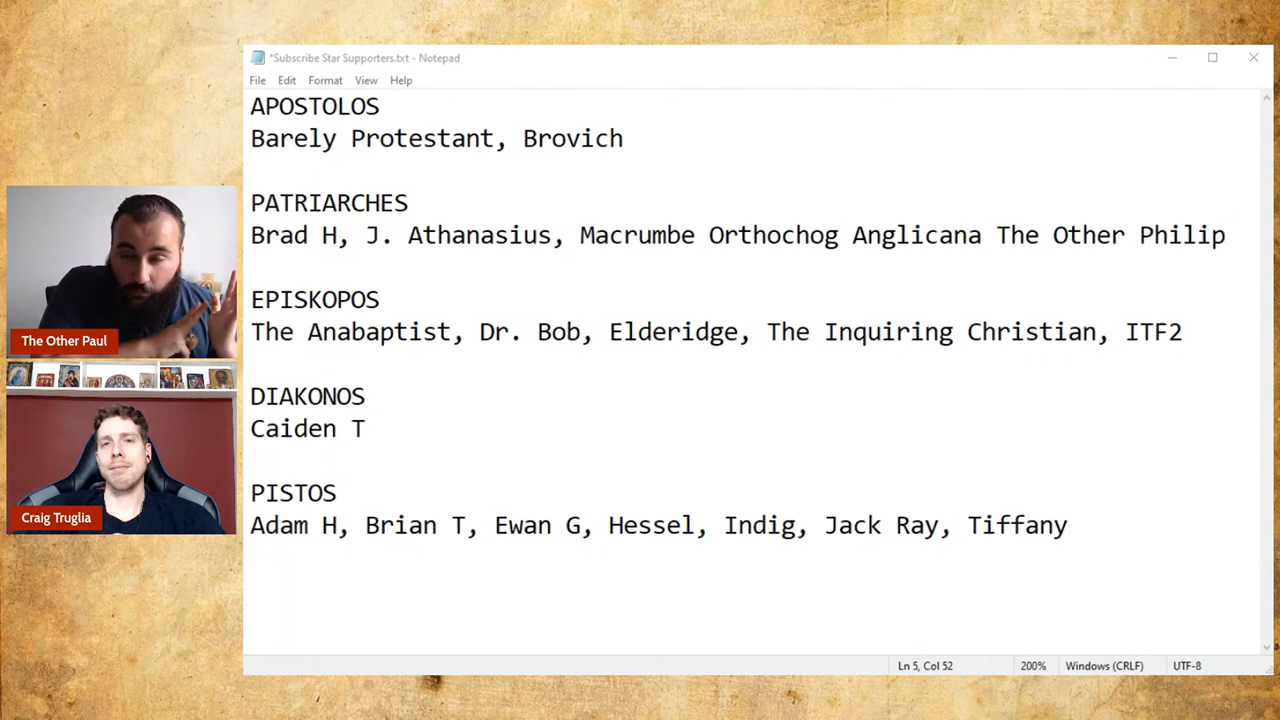 *Subscribe Star Supporters.txt - Notepad
File Edit Format View Help
APOSTOLOS
Barely Protestant, Brovich
PATRIARCHES
Brad H, J. Athanasius, Macrumbe Orthochog Anglicana The Other Philip
EPISKOPOS
The Anabaptist, Dr. Bob, Elderidge, The Inquiring Christian, ITF2
DIAKONOS
Caiden T
PISTOS
Adam H, Brian T, Ewan G, Hessel, Indig, Jack Ray, Tiffany
The Other Paul
Craig Truglia
Ln 5, Col 52 200% Windows (CRLF) UTF-8